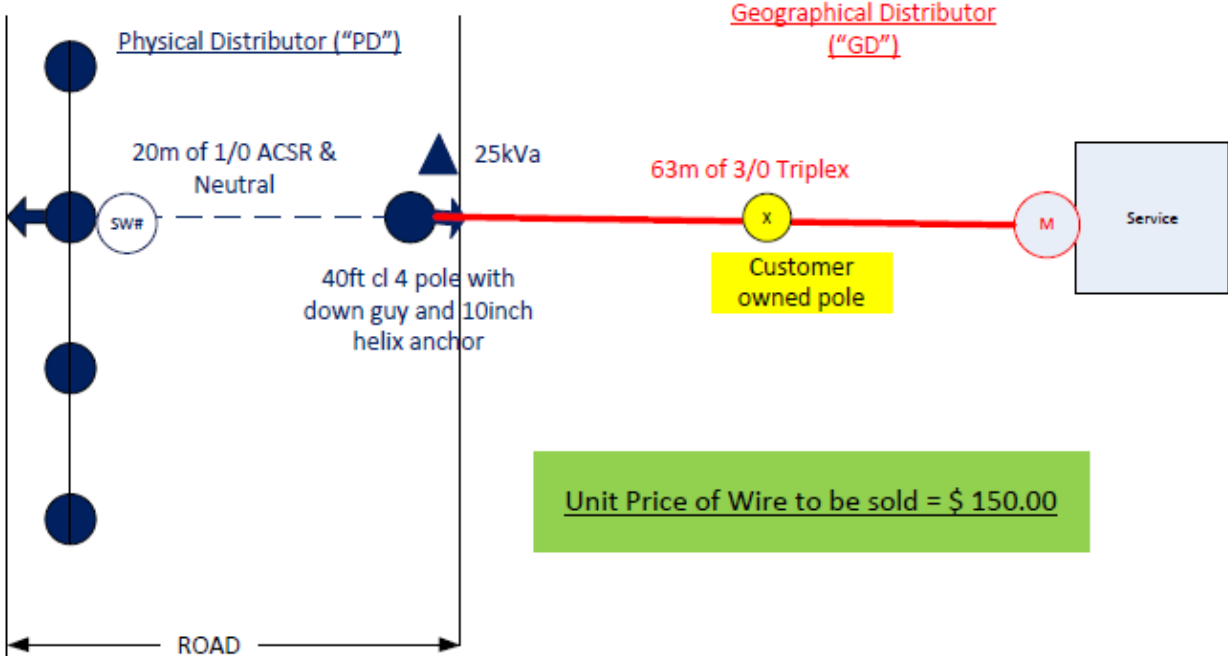 Physical Distributor (“PD”)
Geographical Distributor
(“GD”)
20m of 1/0 ACSR &
Neutral
25kVa
63m of 3/0 Triplex
SW#
X
M
Service
40ft cl 4 pole with
down guy and 10inch
helix anchor
Customer
owned pole
Unit Price of Wire to be sold = $ 150.00
ROAD